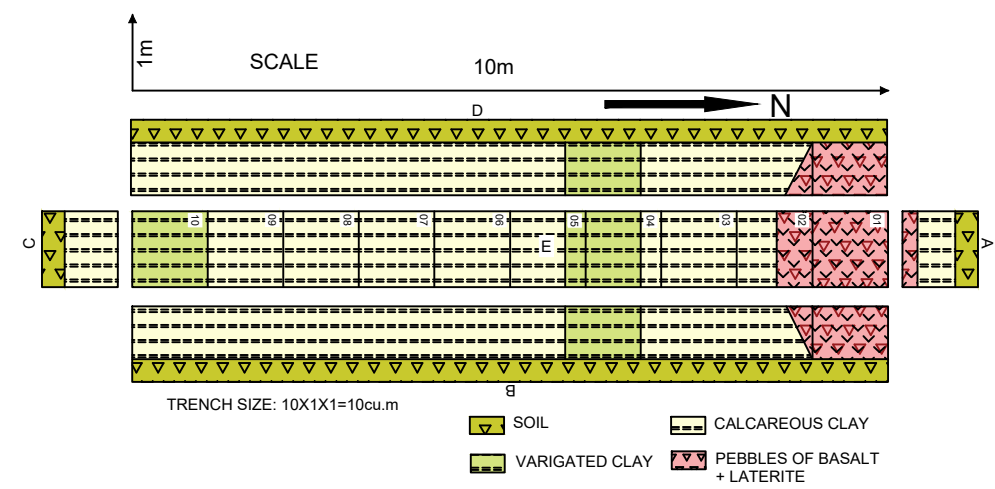 1m
SCALE
10m
N
D
C
10
09
08
07
06
05
04
03
02
01
E
A
B
TRENCH SIZE: 10X1X1=10cu.m
SOIL
CALCAREOUS CLAY
VARIGATED CLAY
PEBBLES OF BASALT
+ LATERITE